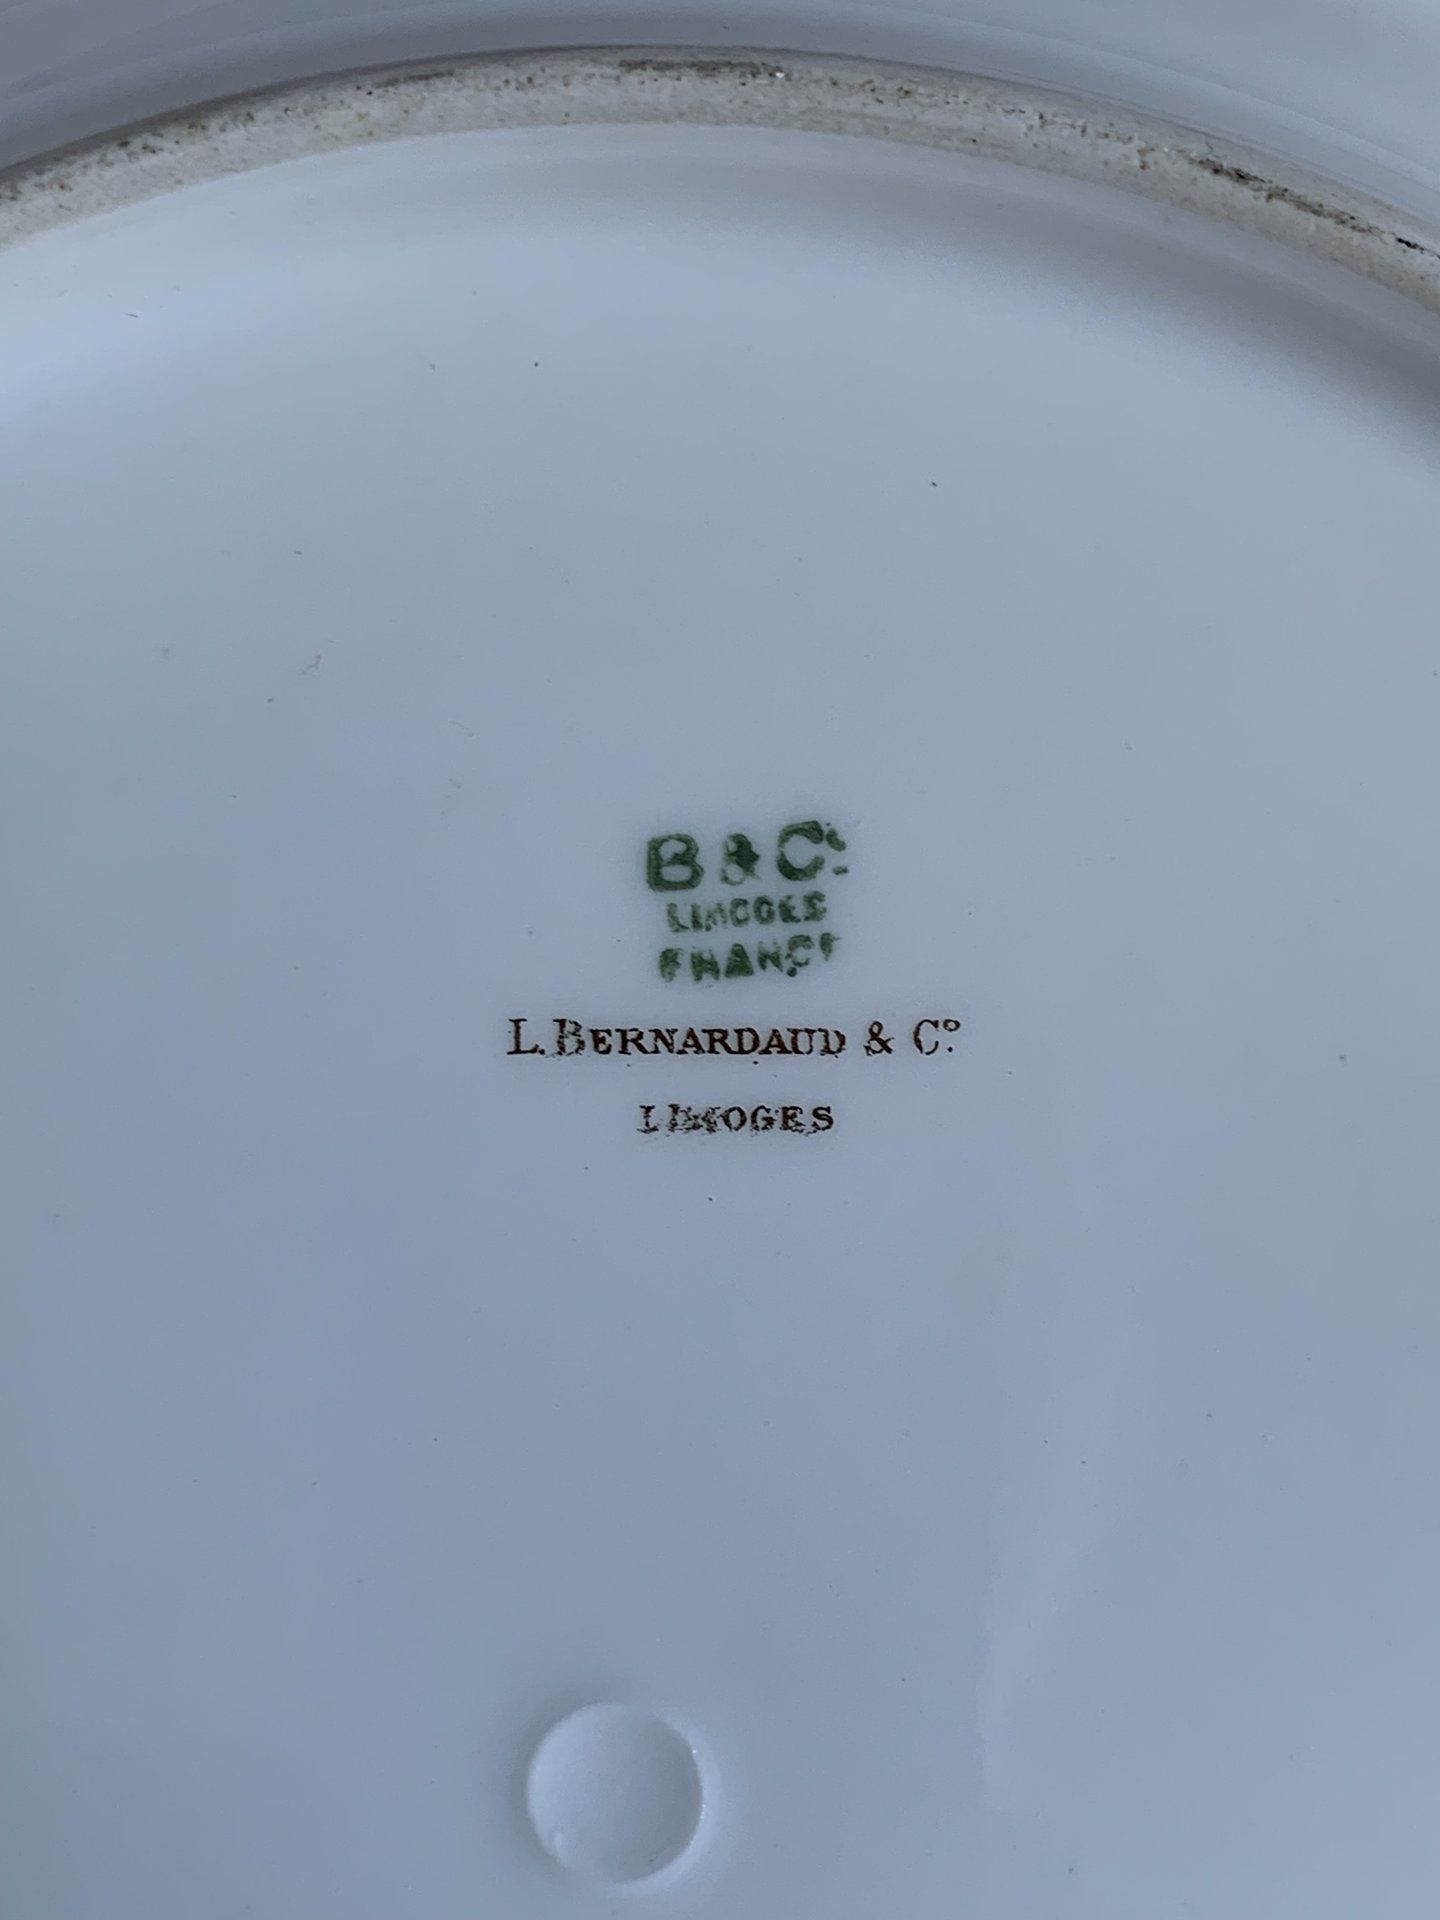 B & Cº
LIMOGES
FRANCE
L. BERNARDAUD & Cº
LIMOGES